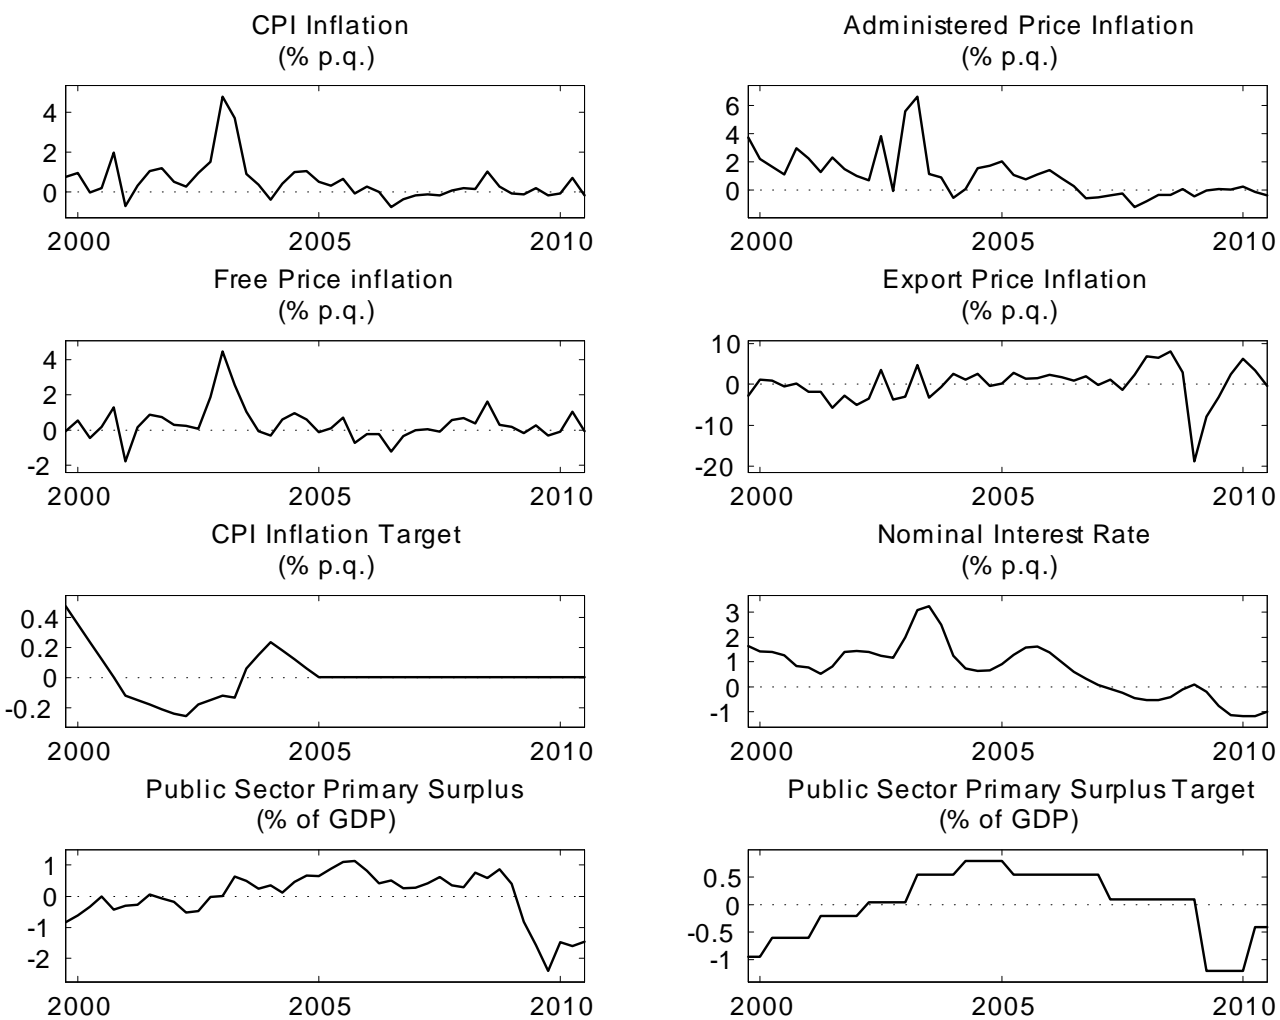 CPI Inflation
(% p.q.)
4
2
0
2000 2005 2010
Administered Price Inflation
(% p.q.)
6
4
2
0
2000 2005 2010
Free Price inflation
(% p.q.)
4
2
0
-2
2000 2005 2010
Export Price Inflation
(% p.q.)
10
0
-10
-20
2000 2005 2010
CPI Inflation Target
(% p.q.)
0.4
0.2
0
-0.2
2000 2005 2010
Nominal Interest Rate
(% p.q.)
3
2
1
0
-1
2000 2005 2010
Public Sector Primary Surplus
(% of GDP)
1
0
-1
-2
2000 2005 2010
Public Sector Primary Surplus Target
(% of GDP)
0.5
0
-0.5
-1
2000 2005 2010